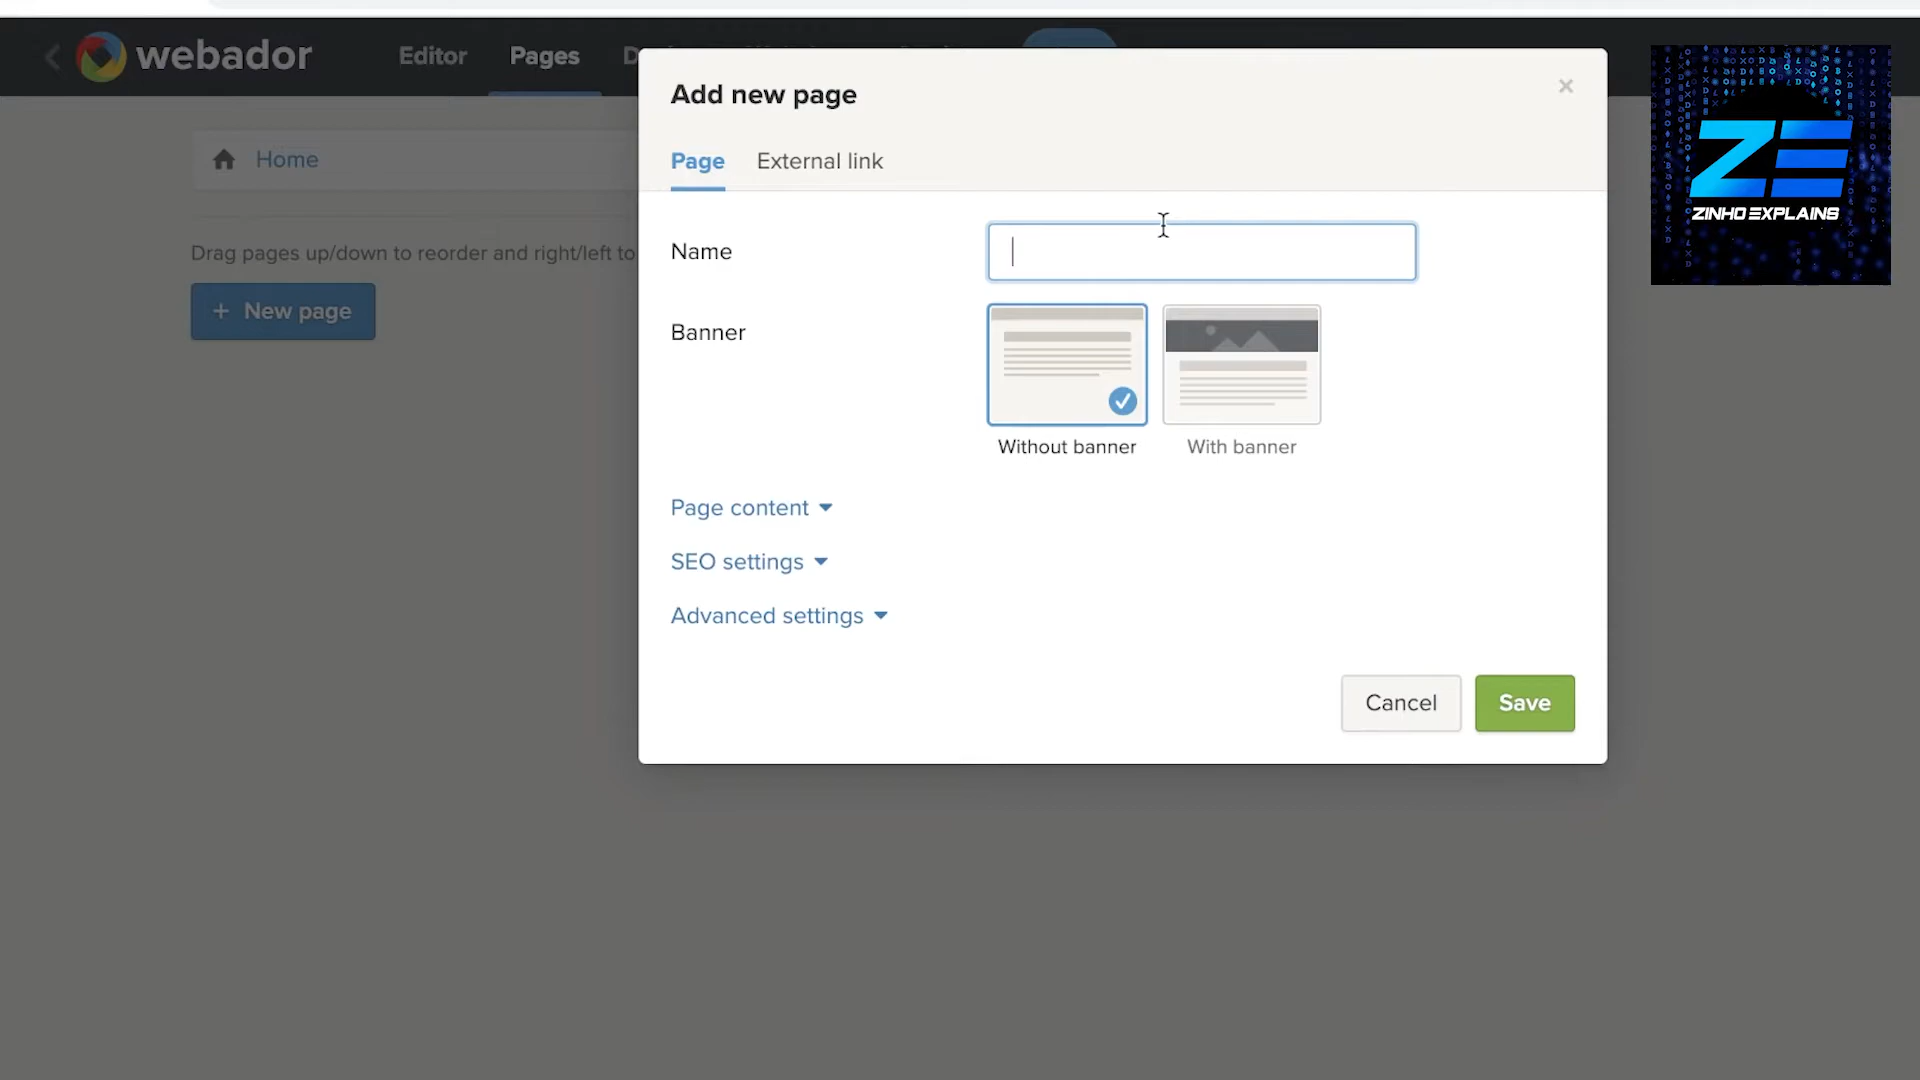 webador
Editor
Pages
Add new page
×
Page
External link
Home
Name
Drag pages up/down to reorder and right/left to
+ New page
Banner
Without banner
With banner
Page content
SEO settings
Advanced settings
Cancel
Save
ZE
ZINHO EXPLAINS